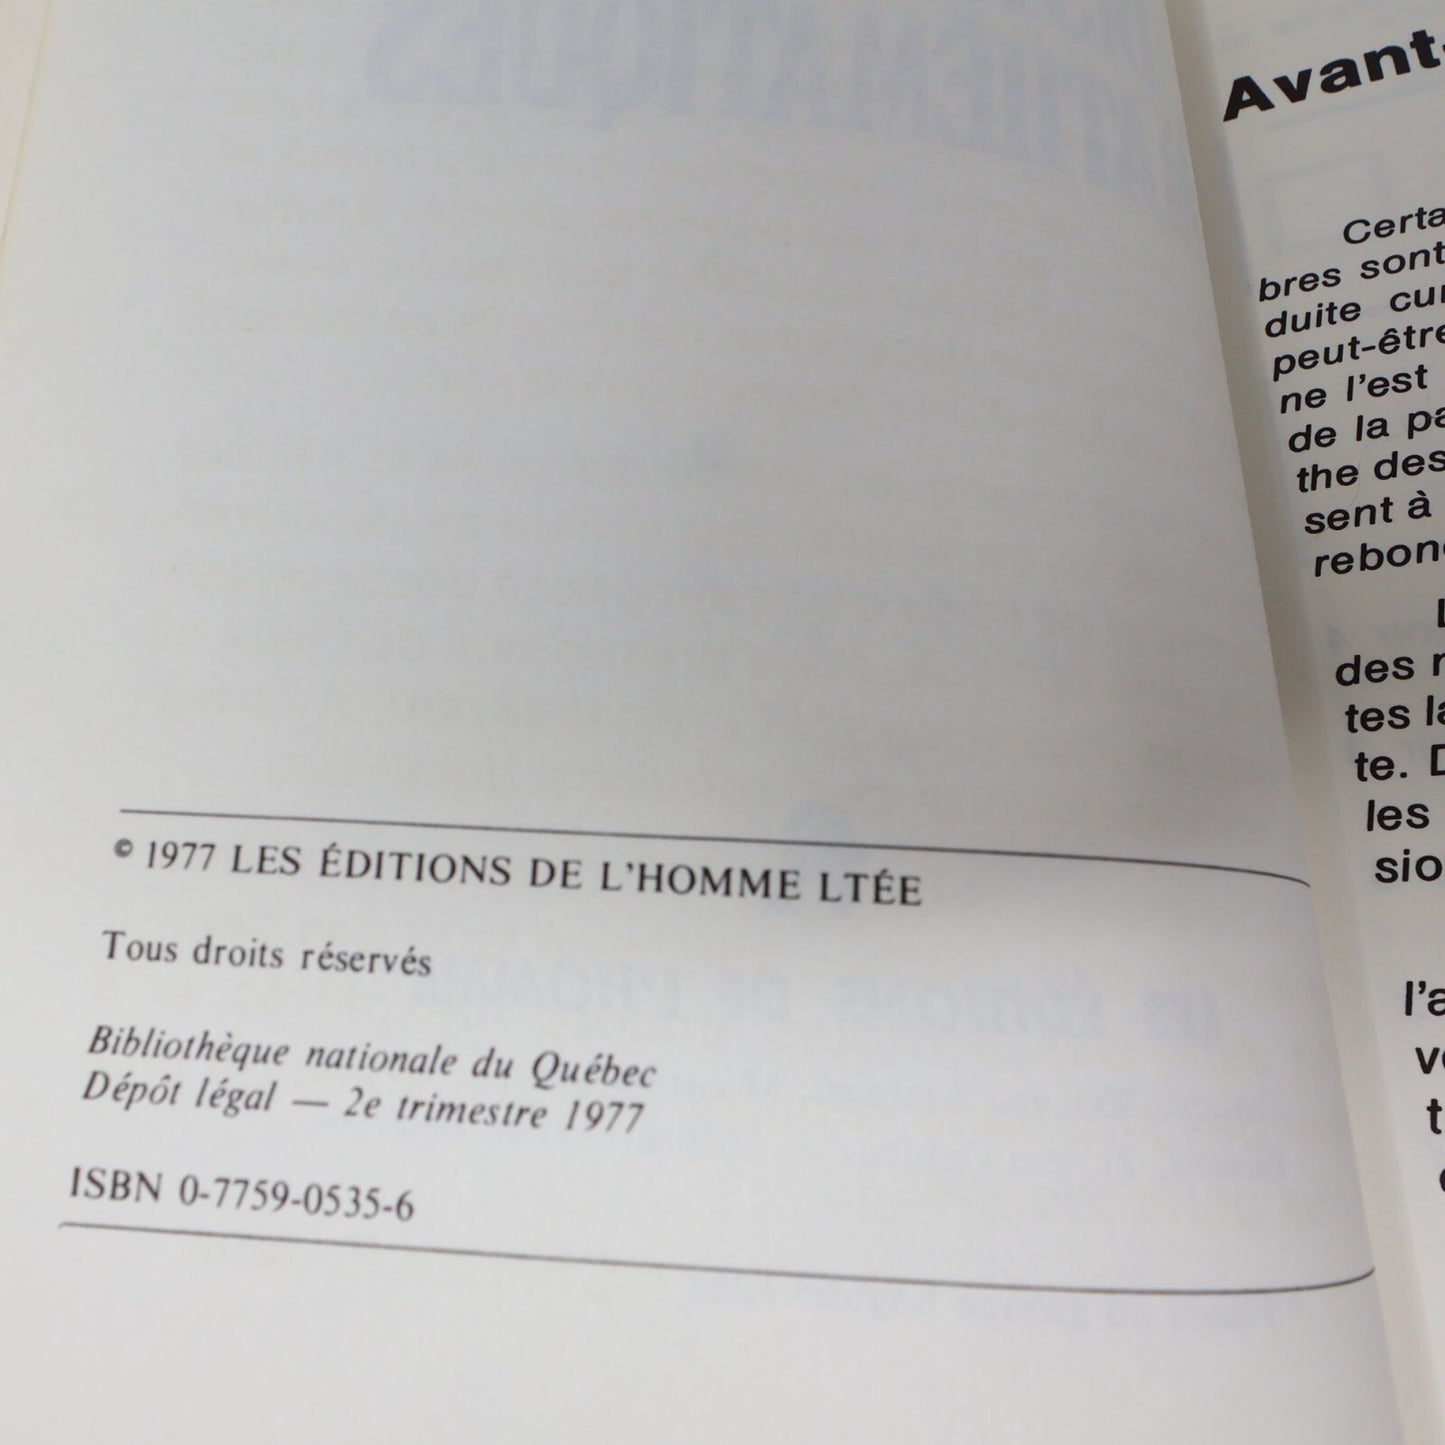 © 1977 LES ÉDITIONS DE L'HOMME LTÉE
Tous droits réservés
Bibliothèque nationale du Québec
Dépôt légal — 2e trimestre 1977
ISBN 0-7759-0535-6
Avant-
Certa
bres sont
duite cur
peut-être
ne l'est
de la pa
the des
sent à
rebon
des
tes la
te. D
les
sio
l'a